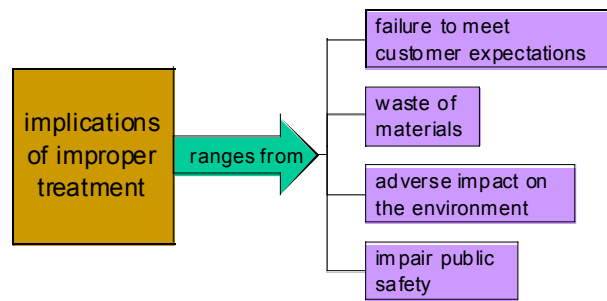 implications
of improper
treatment
ranges from
failure to meet
customer expectations
waste of
materials
adverse impact on
the environment
impair public
safety